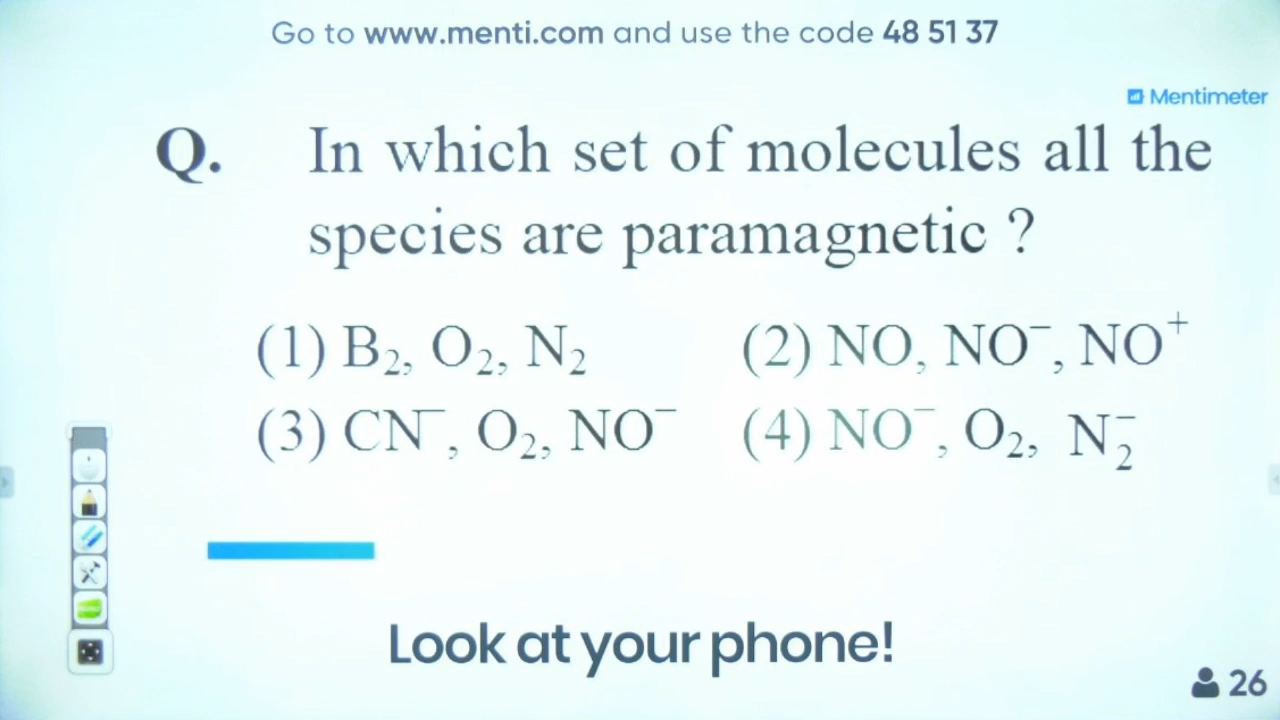 Go to www.menti.com and use the code 48 51 37
Mentimeter
Q. In which set of molecules all the
species are paramagnetic ?
(1) B₂, O₂, N₂ (2) NO, NO⁻, NO⁺
(3) CN⁻, O₂, NO⁻ (4) NO⁻, O₂, N₂⁻
Look at your phone!
26